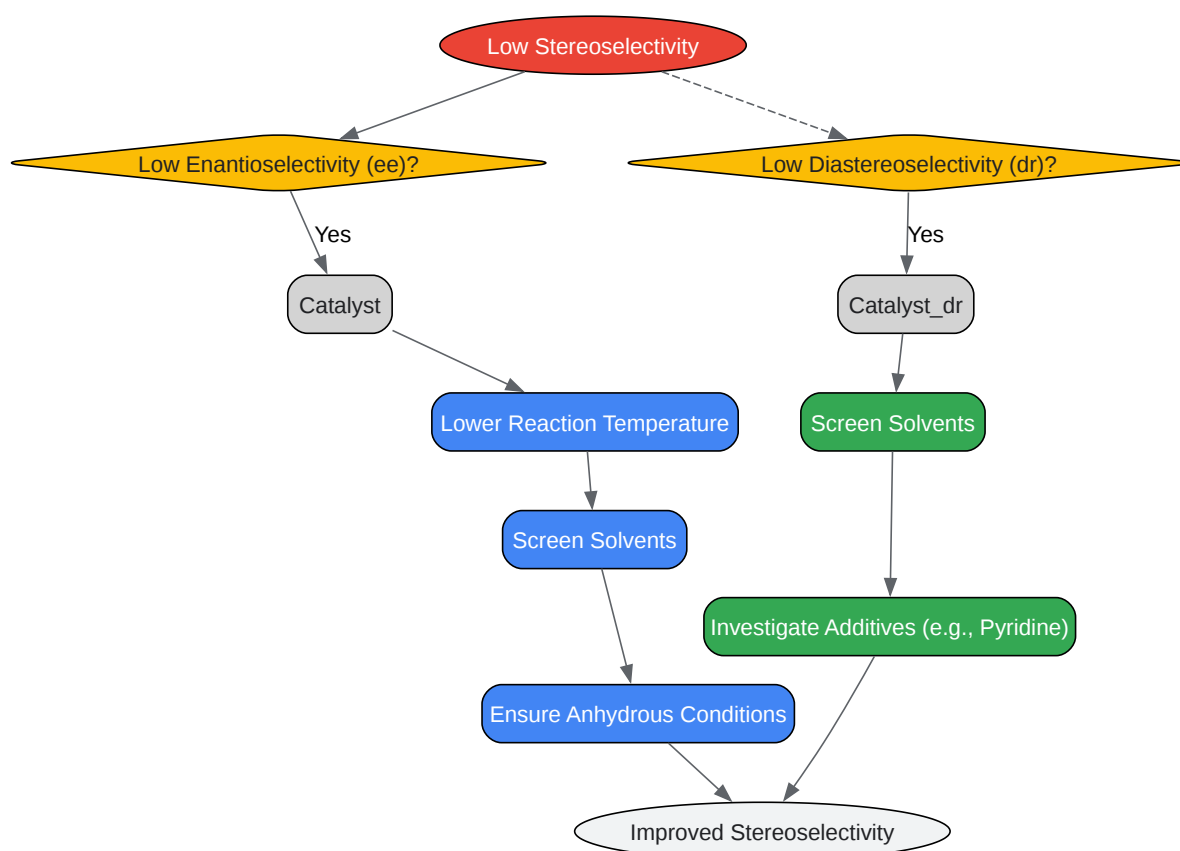 Low Stereoselectivity
Low Enantioselectivity (ee)?
Low Diastereoselectivity (dr)?
Yes
Yes
Catalyst
Catalyst_dr
Lower Reaction Temperature
Screen Solvents
Screen Solvents
Investigate Additives (e.g., Pyridine)
Ensure Anhydrous Conditions
Improved Stereoselectivity